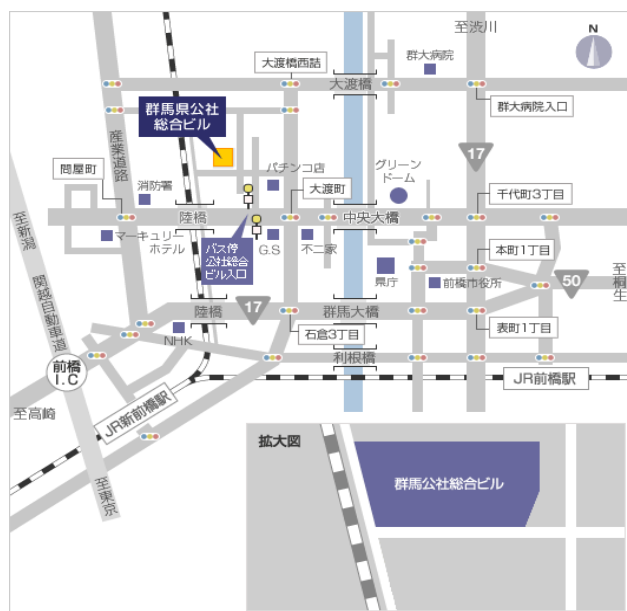 至渋川
N
群大病院
大渡橋西詰
大渡橋
群大病院入口
群馬県公社
総合ビル
産業道路
問屋町
消防署
パチンコ店
グリーン
ドーム
17
大渡町
千代町3丁目
陸橋
中央大橋
至新潟
マーキュリー
ホテル
バス停
公社総合
ビル入口
G.S
不二家
県庁
本町1丁目
前橋市役所
至桐生
50
関越自動車道
陸橋
17
群馬大橋
NHK
石倉3丁目
表町1丁目
利根橋
前橋
I.C
JR新前橋駅
JR前橋駅
至高崎
至東京
拡大図
群馬公社総合ビル